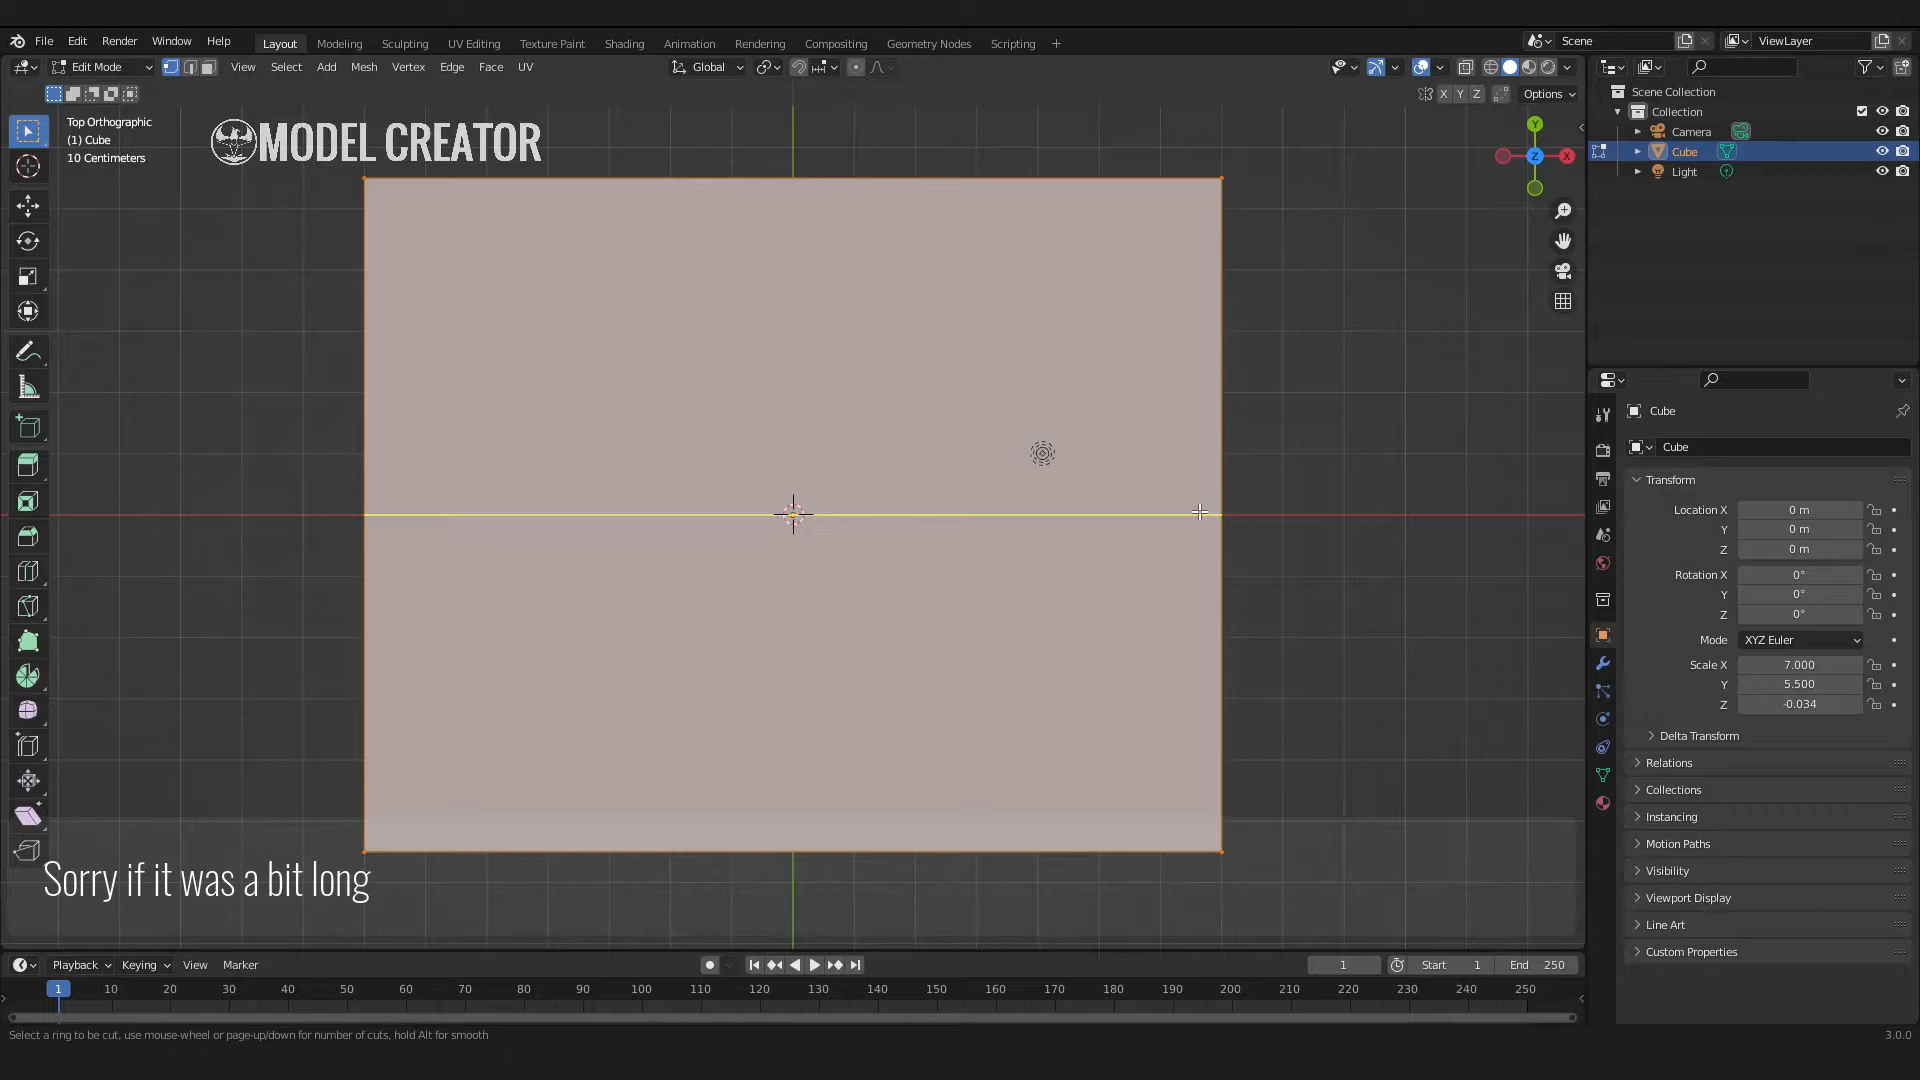 File Edit Render Window Help Layout Modeling Sculpting UV Editing Texture Paint Shading Animation Rendering Compositing Geometry Nodes Scripting + Scene ViewLayer
Edit Mode View Select Add Mesh Vertex Edge Face UV Global
X Y Z Options
Scene Collection
Collection
Camera
Cube
Light
Top Orthographic
(1) Cube
10 Centimeters
MODEL CREATOR
Y
Z
X
Cube
Cube
Transform
Location X 0 m
Y 0 m
Z 0 m
Rotation X 0°
Y 0°
Z 0°
Mode XYZ Euler
Scale X 7.000
Y 5.500
Z -0.034
Delta Transform
Relations
Collections
Instancing
Motion Paths
Visibility
Viewport Display
Line Art
Custom Properties
Sorry if it was a bit long
Playback Keying View Marker 1 Start 1 End 250
1 10 20 30 40 50 60 70 80 90 100 110 120 130 140 150 160 170 180 190 200 210 220 230 240 250
Select a ring to be cut, use mouse-wheel or page-up/down for number of cuts, hold Alt for smooth
3.0.0